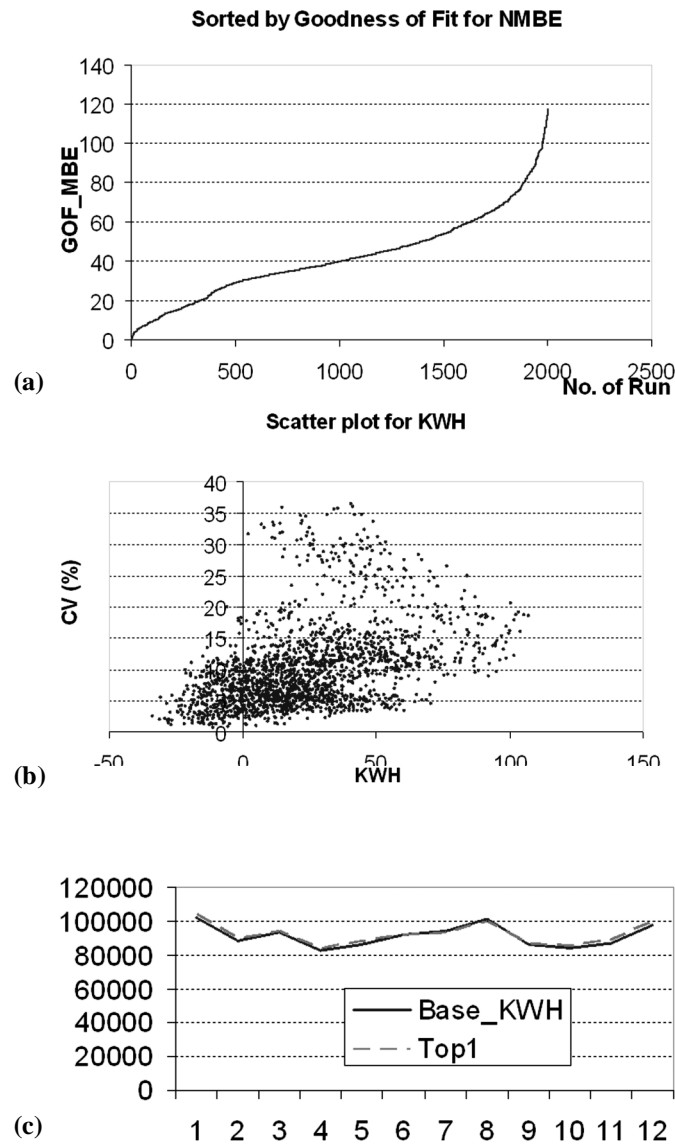 Sorted by Goodness of Fit for NMBE
140
120
100
80
60
40
20
0
GOF_MBE
0 500 1000 1500 2000 2500
No. of Run
(a)
Scatter plot for KWH
40
35
30
25
20
15
10
5
0
CV (%)
-50 0 50 100 150
KWH
(b)
120000
100000
80000
60000
40000
20000
0
Base_KWH
Top1
1 2 3 4 5 6 7 8 9 10 11 12
(c)